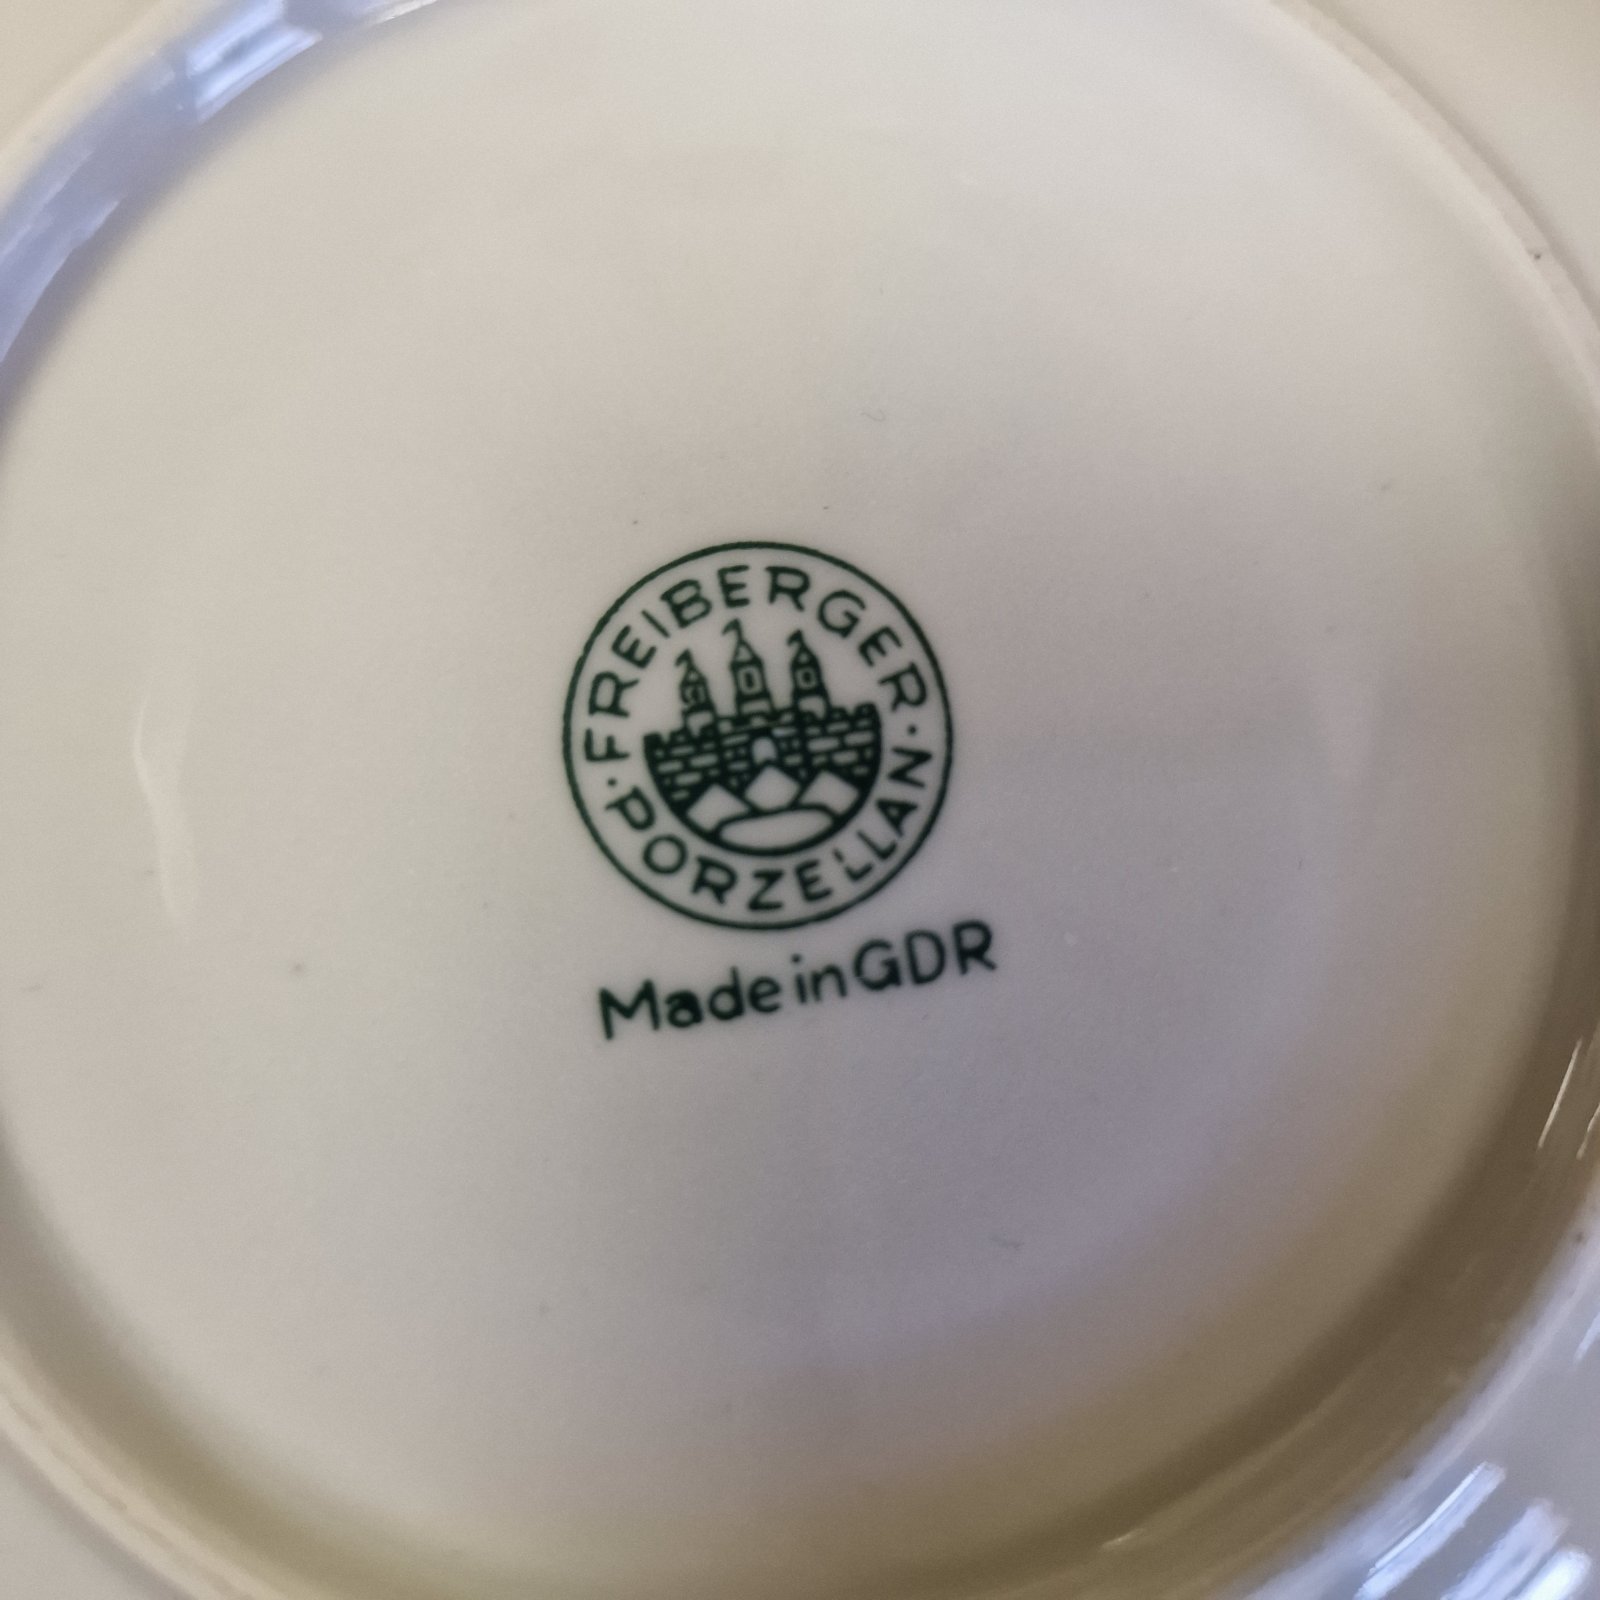 FREIBERGER
· PORZELLAN ·
Made in GDR